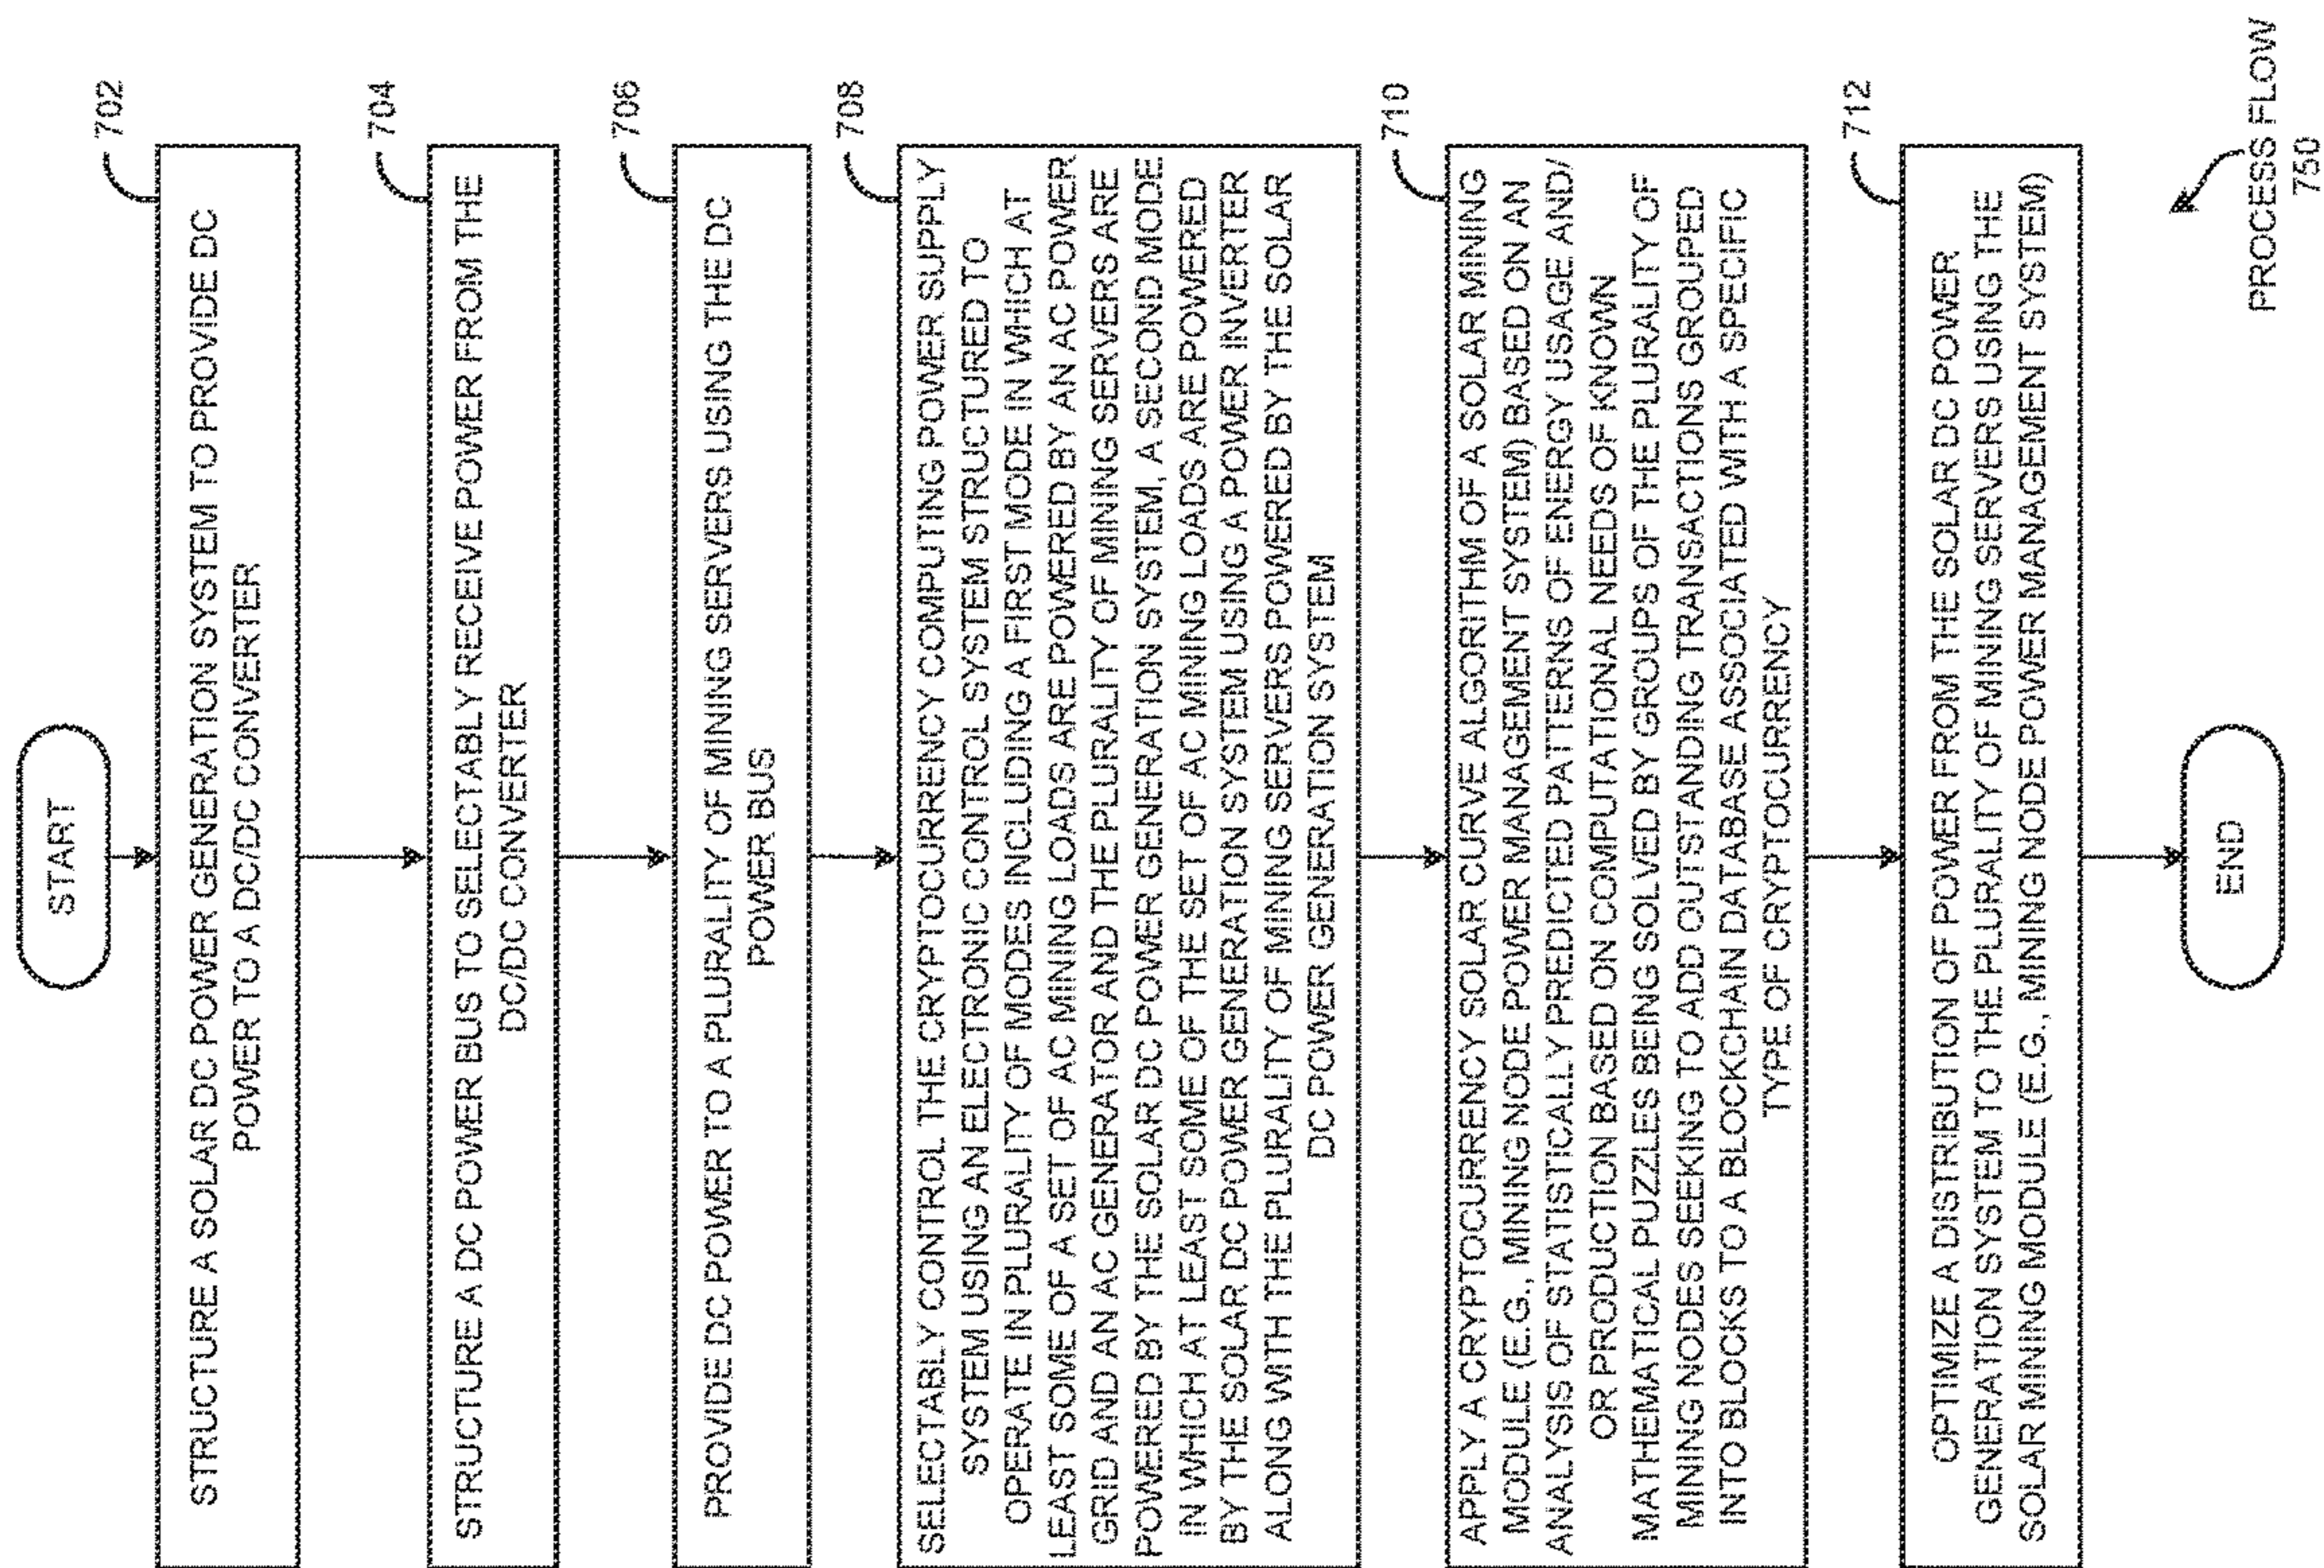 START
702
STRUCTURE A SOLAR DC POWER GENERATION SYSTEM TO PROVIDE DC
POWER TO A DC/DC CONVERTER
704
STRUCTURE A DC POWER BUS TO SELECTABLY RECEIVE POWER FROM THE
DC/DC CONVERTER
706
PROVIDE DC POWER TO A PLURALITY OF MINING SERVERS USING THE DC
POWER BUS
708
SELECTABLY CONTROL THE CRYPTOCURRENCY COMPUTING POWER SUPPLY
SYSTEM USING AN ELECTRONIC CONTROL SYSTEM STRUCTURED TO
OPERATE IN PLURALITY OF MODES INCLUDING A FIRST MODE IN WHICH AT
LEAST SOME OF A SET OF AC MINING LOADS ARE POWERED BY AN AC POWER
GRID AND AN AC GENERATOR AND THE PLURALITY OF MINING SERVERS ARE
POWERED BY THE SOLAR DC POWER GENERATION SYSTEM, A SECOND MODE
IN WHICH AT LEAST SOME OF THE SET OF AC MINING LOADS ARE POWERED
BY THE SOLAR DC POWER GENERATION SYSTEM USING A POWER INVERTER
ALONG WITH THE PLURALITY OF MINING SERVERS POWERED BY THE SOLAR
DC POWER GENERATION SYSTEM
710
APPLY A CRYPTOCURRENCY SOLAR CURVE ALGORITHM OF A SOLAR MINING
MODULE (E.G., MINING NODE POWER MANAGEMENT SYSTEM) BASED ON AN
ANALYSIS OF STATISTICALLY PREDICTED PATTERNS OF ENERGY USAGE AND/
OR PRODUCTION BASED ON COMPUTATIONAL NEEDS OF KNOWN
MATHEMATICAL PUZZLES BEING SOLVED BY GROUPS OF THE PLURALITY OF
MINING NODES SEEKING TO ADD OUTSTANDING TRANSACTIONS GROUPED
INTO BLOCKS TO A BLOCKCHAIN DATABASE ASSOCIATED WITH A SPECIFIC
TYPE OF CRYPTOCURRENCY
712
OPTIMIZE A DISTRIBUTION OF POWER FROM THE SOLAR DC POWER
GENERATION SYSTEM TO THE PLURALITY OF MINING SERVERS USING THE
SOLAR MINING MODULE (E.G., MINING NODE POWER MANAGEMENT SYSTEM)
END
PROCESS FLOW
750